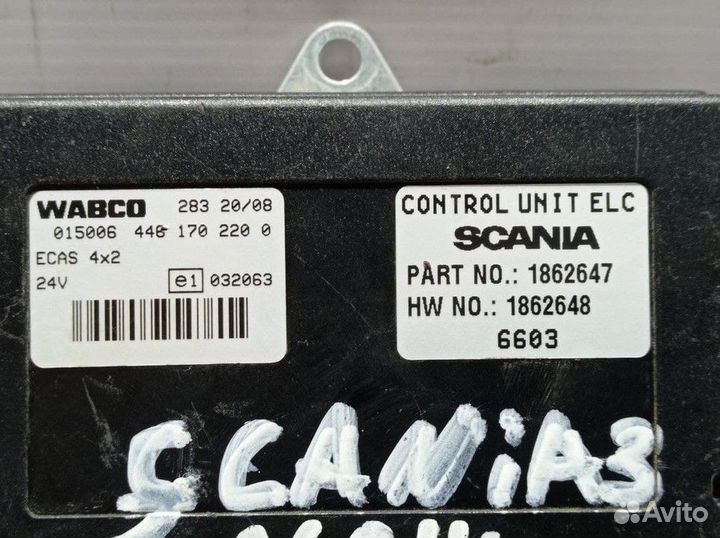 WABCO 283 20/08
015006 446 170 220 0
ECAS 4x2
24V e1 032063
CONTROL UNIT ELC
SCANIA
PART NO.: 1862647
HW NO.: 1862648
6603
SCANiA3
Avito